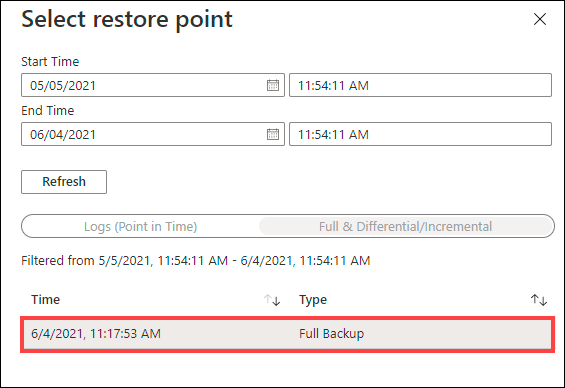 Select restore point
Start Time
05/05/2021 11:54:11 AM
End Time
06/04/2021 11:54:11 AM
Refresh
Logs (Point in Time) Full & Differential/Incremental
Filtered from 5/5/2021, 11:54:11 AM - 6/4/2021, 11:54:11 AM
Time Type
6/4/2021, 11:17:53 AM Full Backup